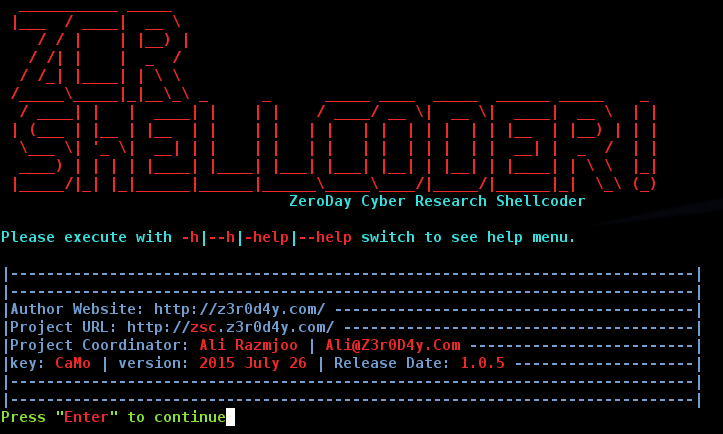 ZCR
SHELLCODER!
ZeroDay Cyber Research Shellcoder
Please execute with -h|--h|-help|--help switch to see help menu.
|----------------------------------------------------------------------------|
|----------------------------------------------------------------------------|
|Author Website: http://z3r0d4y.com/ ----------------------------------------|
|Project URL: http://zsc.z3r0d4y.com/ ---------------------------------------|
|Project Coordinator: Ali Razmjoo | Ali@Z3r0D4y.Com -------------------------|
|key: CaMo | version: 2015 July 26 | Release Date: 1.0.5 --------------------|
|----------------------------------------------------------------------------|
|----------------------------------------------------------------------------|
Press "Enter" to continue